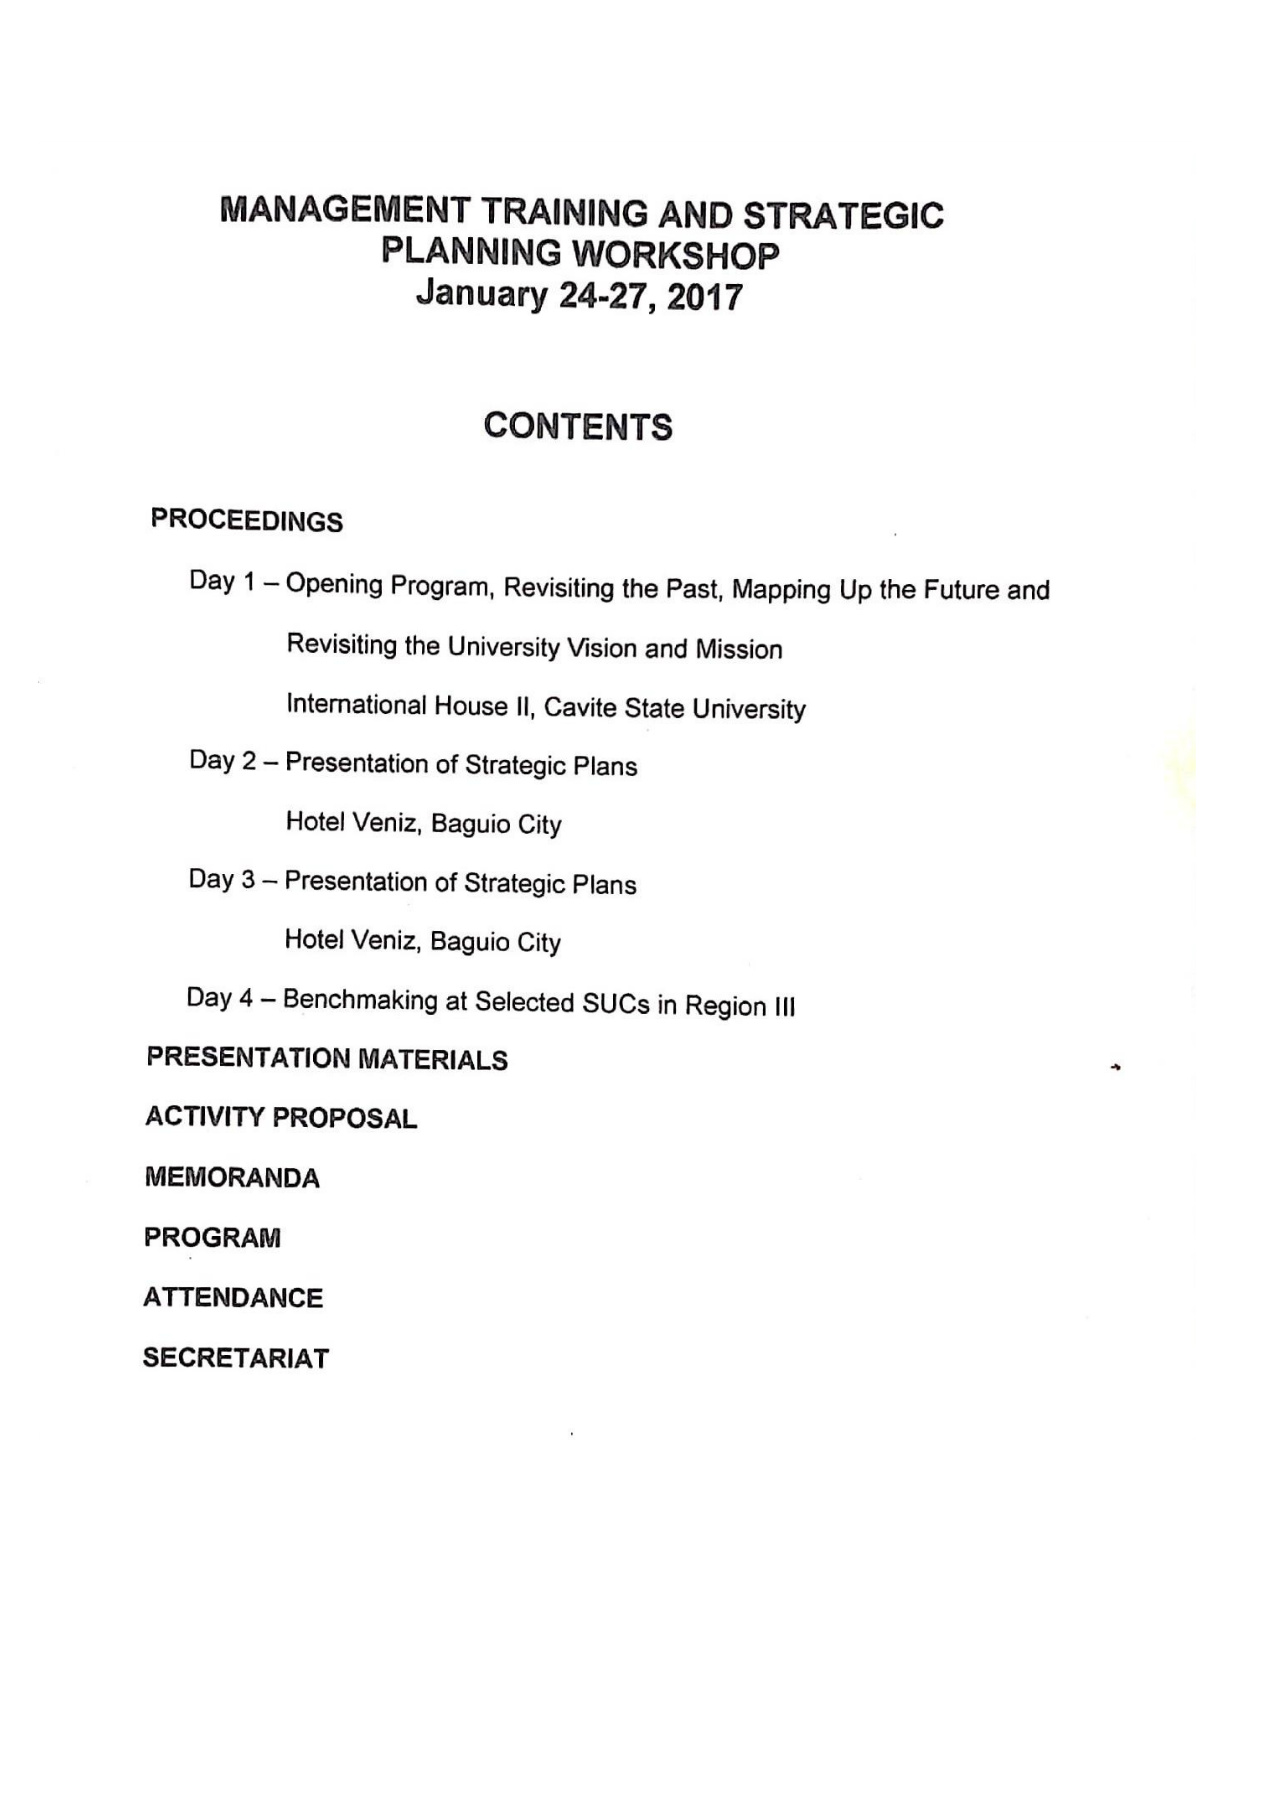 MANAGEMENT TRAINING AND STRATEGIC
PLANNING WORKSHOP
January 24-27, 2017
CONTENTS
PROCEEDINGS
Day 1 – Opening Program, Revisiting the Past, Mapping Up the Future and
Revisiting the University Vision and Mission
International House II, Cavite State University
Day 2 – Presentation of Strategic Plans
Hotel Veniz, Baguio City
Day 3 – Presentation of Strategic Plans
Hotel Veniz, Baguio City
Day 4 – Benchmaking at Selected SUCs in Region III
PRESENTATION MATERIALS
ACTIVITY PROPOSAL
MEMORANDA
PROGRAM
ATTENDANCE
SECRETARIAT